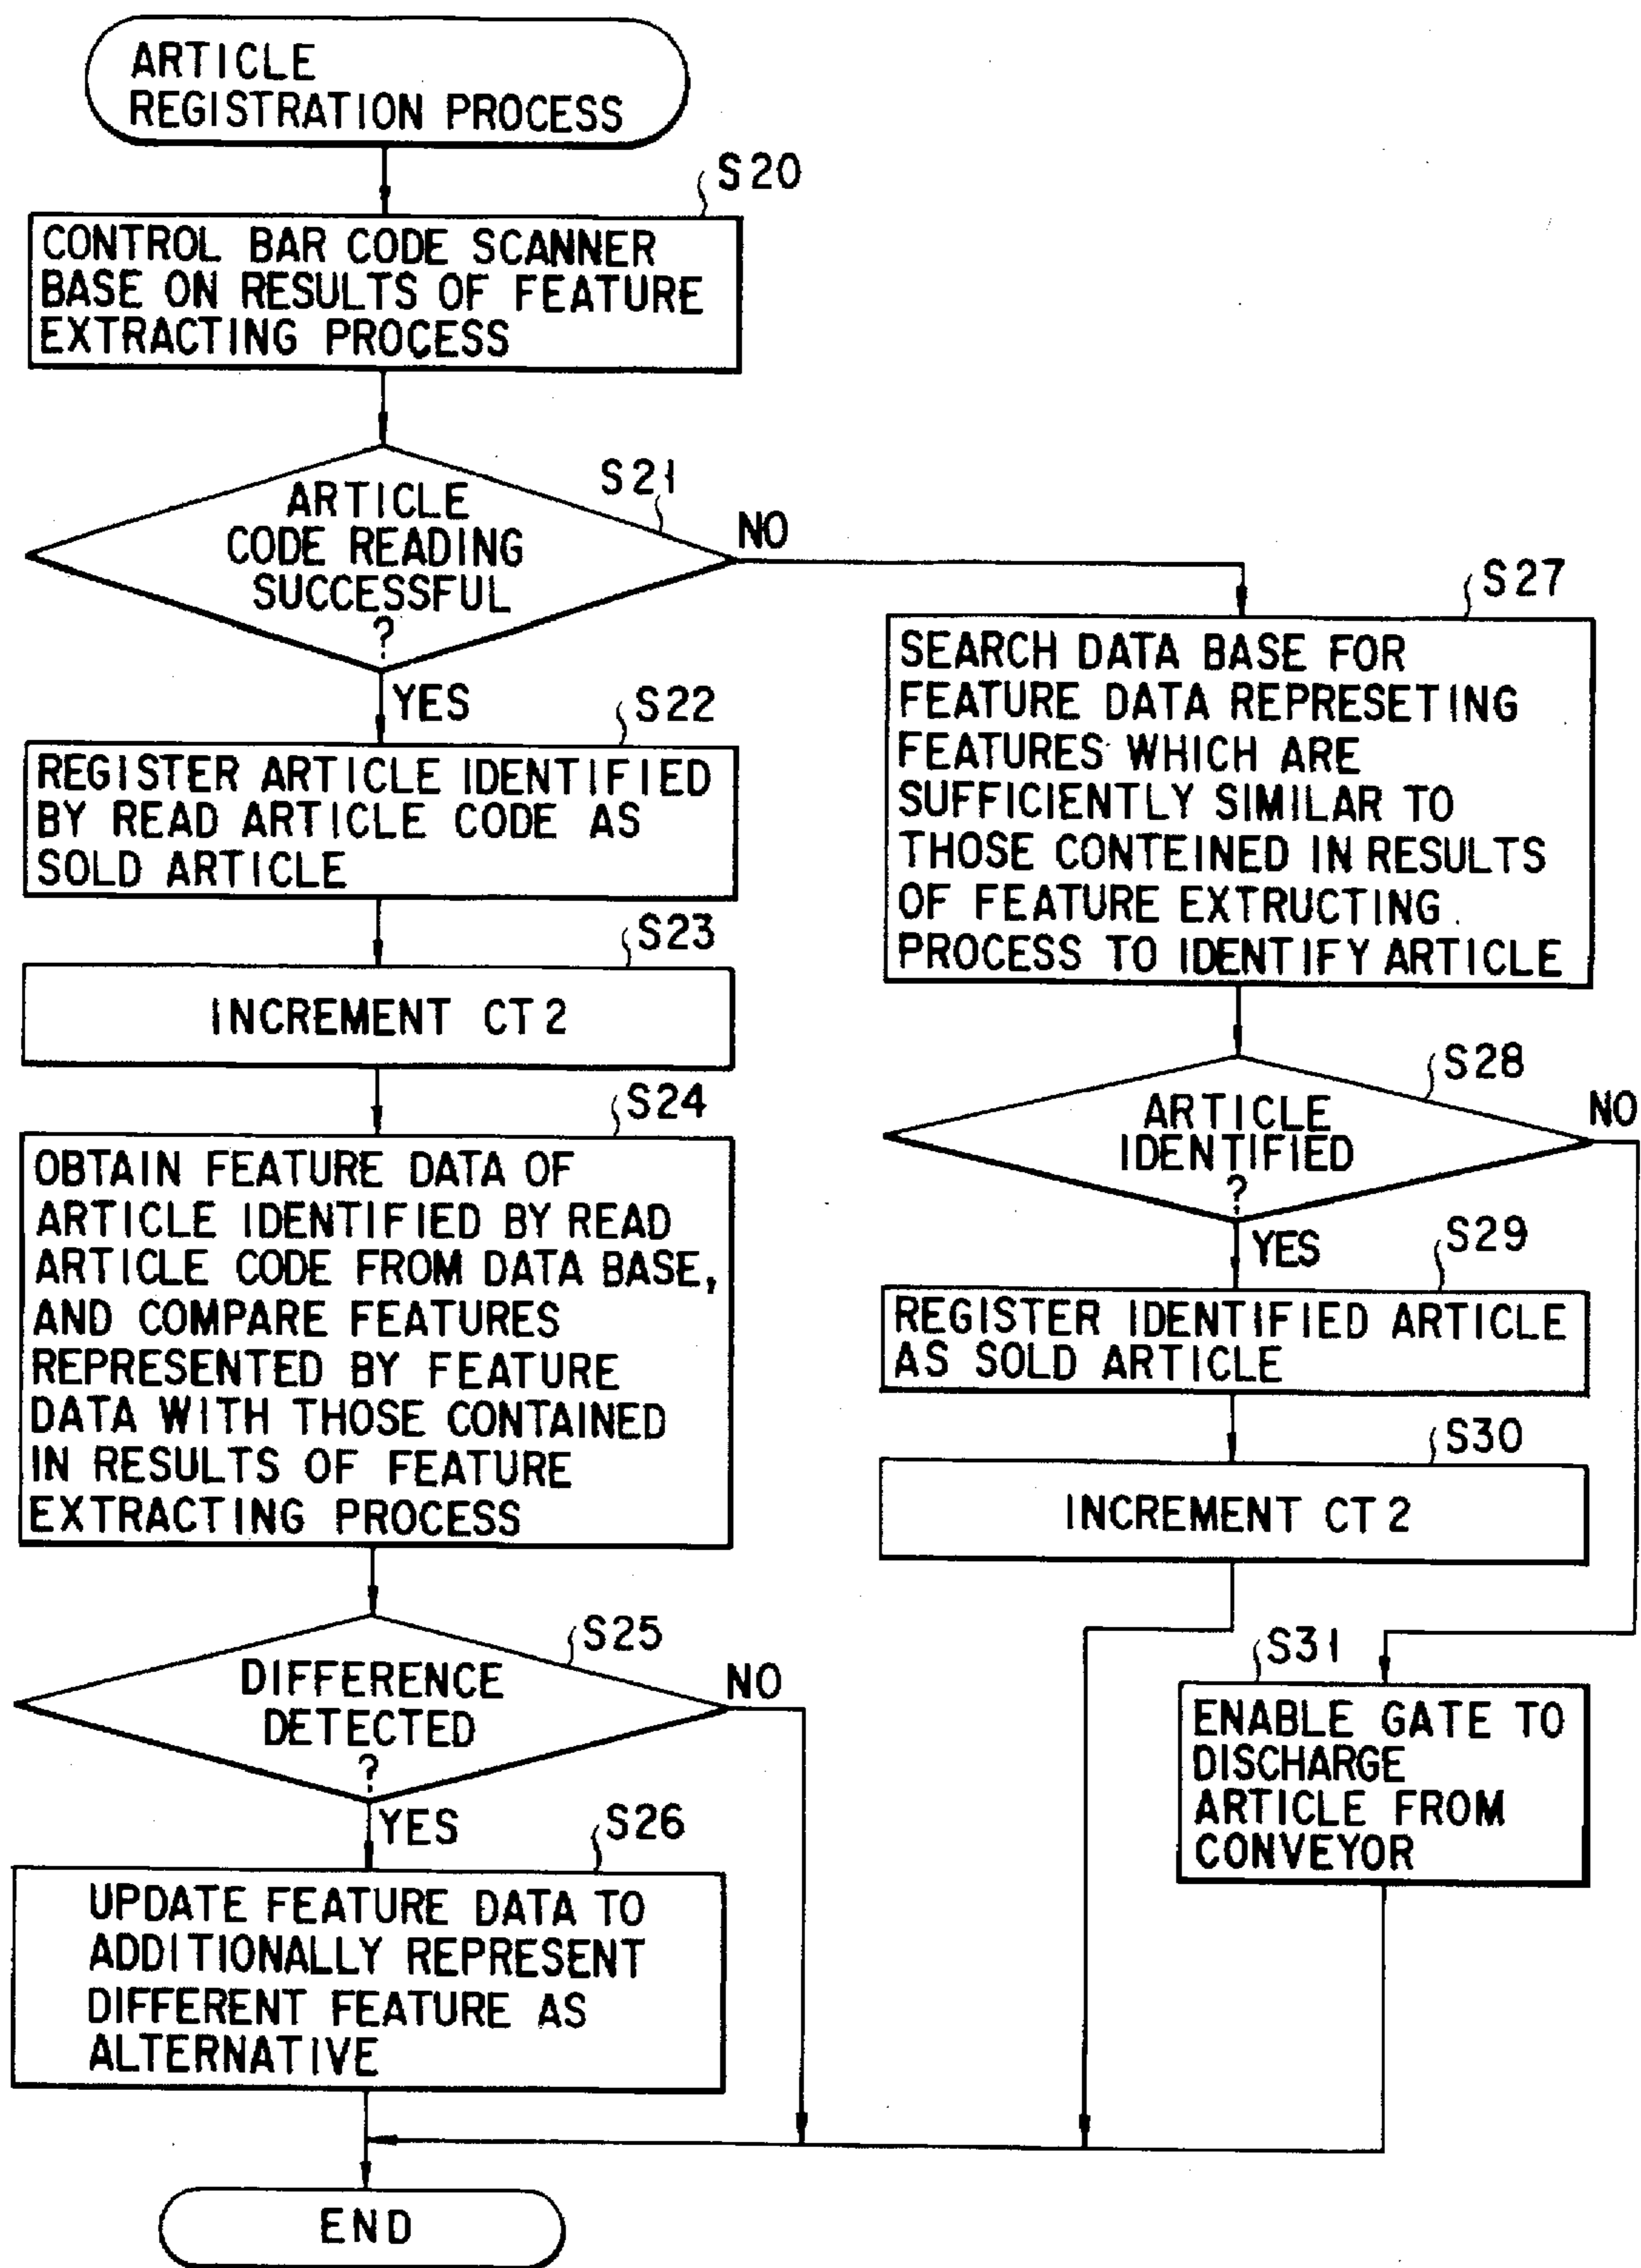 ARTICLE
REGISTRATION PROCESS
S20
CONTROL BAR CODE SCANNER
BASE ON RESULTS OF FEATURE
EXTRACTING PROCESS
S21
ARTICLE
CODE READING
SUCCESSFUL
?
NO
YES
S22
REGISTER ARTICLE IDENTIFIED
BY READ ARTICLE CODE AS
SOLD ARTICLE
S23
INCREMENT CT2
S24
OBTAIN FEATURE DATA OF
ARTICLE IDENTIFIED BY READ
ARTICLE CODE FROM DATA BASE,
AND COMPARE FEATURES
REPRESENTED BY FEATURE
DATA WITH THOSE CONTAINED
IN RESULTS OF FEATURE
EXTRACTING PROCESS
S25
DIFFERENCE
DETECTED
?
NO
YES
S26
UPDATE FEATURE DATA TO
ADDITIONALLY REPRESENT
DIFFERENT FEATURE AS
ALTERNATIVE
S27
SEARCH DATA BASE FOR
FEATURE DATA REPRESETING
FEATURES WHICH ARE
SUFFICIENTLY SIMILAR TO
THOSE CONTEINED IN RESULTS
OF FEATURE EXTRUCTING
PROCESS TO IDENTIFY ARTICLE
S28
ARTICLE
IDENTIFIED
?
NO
YES
S29
REGISTER IDENTIFIED ARTICLE
AS SOLD ARTICLE
S30
INCREMENT CT2
S31
ENABLE GATE TO
DISCHARGE
ARTICLE FROM
CONVEYOR
END